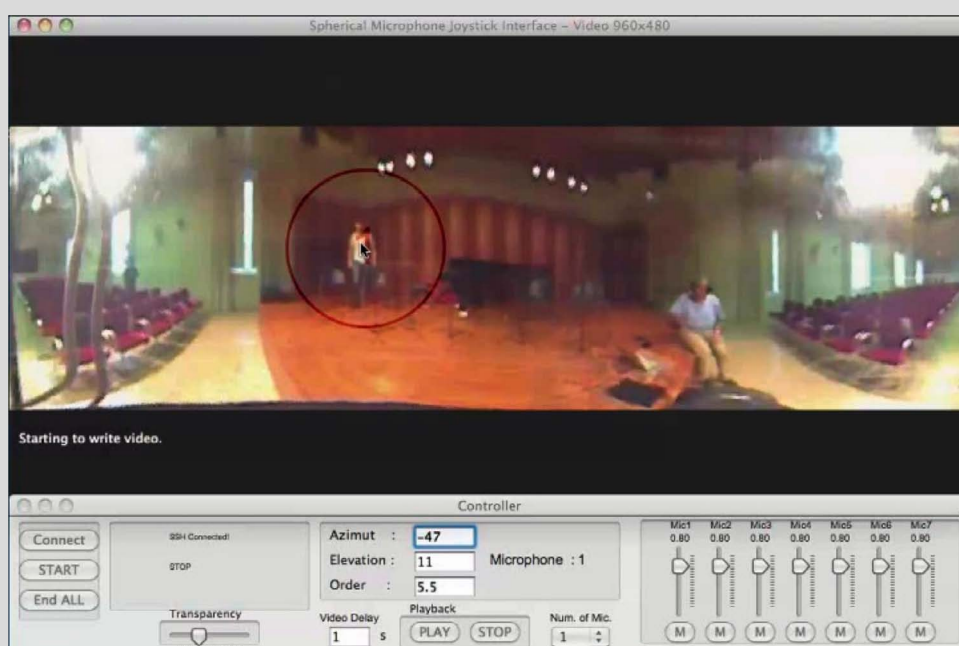 Spherical Microphone Joystick Interface – Video 960x480
Starting to write video.
Controller
Connect
START
End ALL
SSH Connected!
STOP
Transparency
Azimut :
-47
Elevation :
11
Microphone : 1
Order :
5.5
Video Delay
1 s
Playback
PLAY STOP
Num. of Mic.
1
Mic1 Mic2 Mic3 Mic4 Mic5 Mic6 Mic7
0.80 0.80 0.80 0.80 0.80 0.80 0.80
M M M M M M M